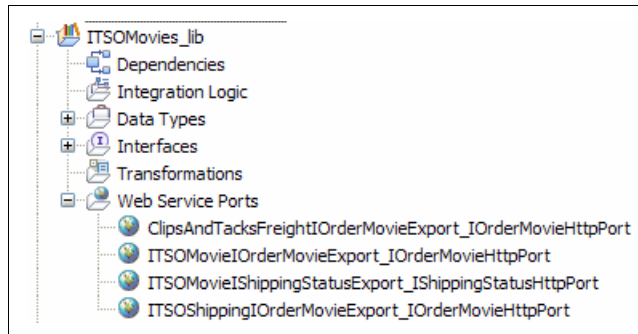 ITSOMovies_lib
Dependencies
Integration Logic
Data Types
Interfaces
Transformations
Web Service Ports
ClipsAndTacksFreightIOrderMovieExport_IOrderMovieHttpPort
ITSOMovieIOrderMovieExport_IOrderMovieHttpPort
ITSOMovieIShippingStatusExport_IShippingStatusHttpPort
ITSOShippingIOrderMovieExport_IOrderMovieHttpPort